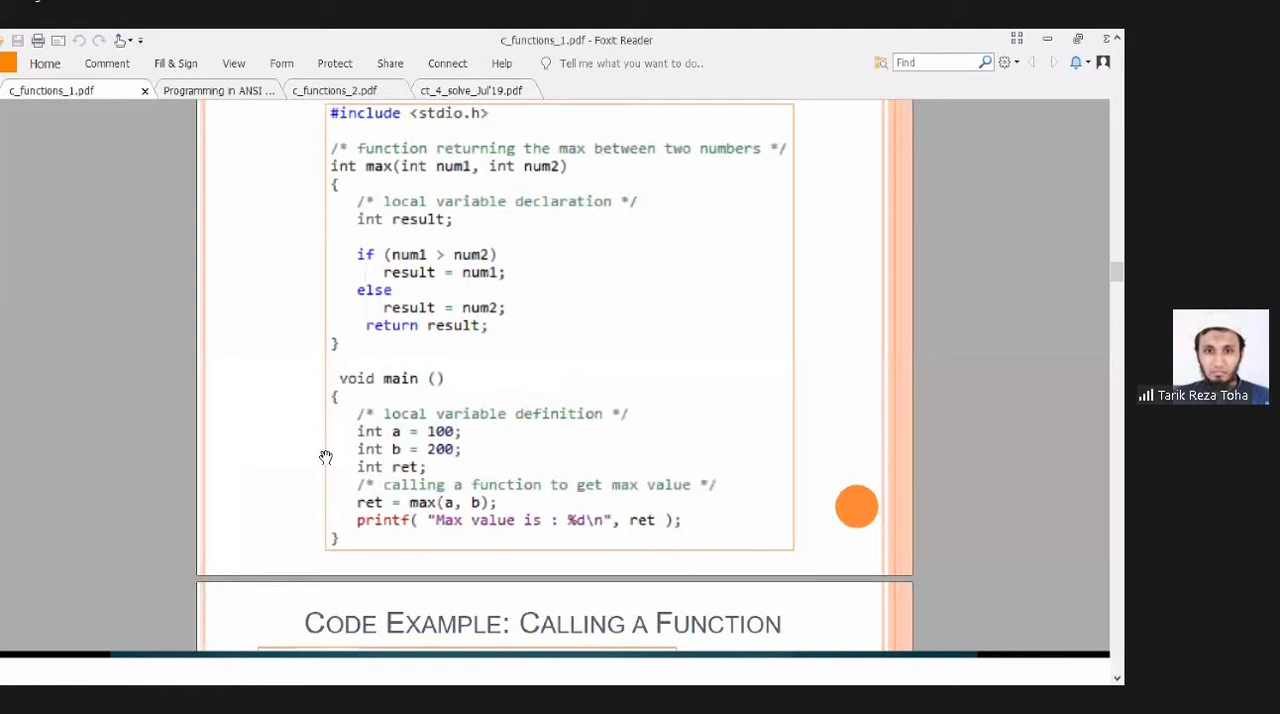 c_functions_1.pdf - Foxit Reader
Home Comment Fill & Sign View Form Protect Share Connect Help Tell me what you want to do.. Find
c_functions_1.pdf Programming in ANSI ... c_functions_2.pdf ct_4_solve_Jul'19.pdf
#include <stdio.h>
/* function returning the max between two numbers */
int max(int num1, int num2)
{
/* local variable declaration */
int result;
if (num1 > num2)
result = num1;
else
result = num2;
return result;
}
void main ()
{
/* local variable definition */
int a = 100;
int b = 200;
int ret;
/* calling a function to get max value */
ret = max(a, b);
printf( "Max value is : %d\n", ret );
}
Tarik Reza Toha
CODE EXAMPLE: CALLING A FUNCTION